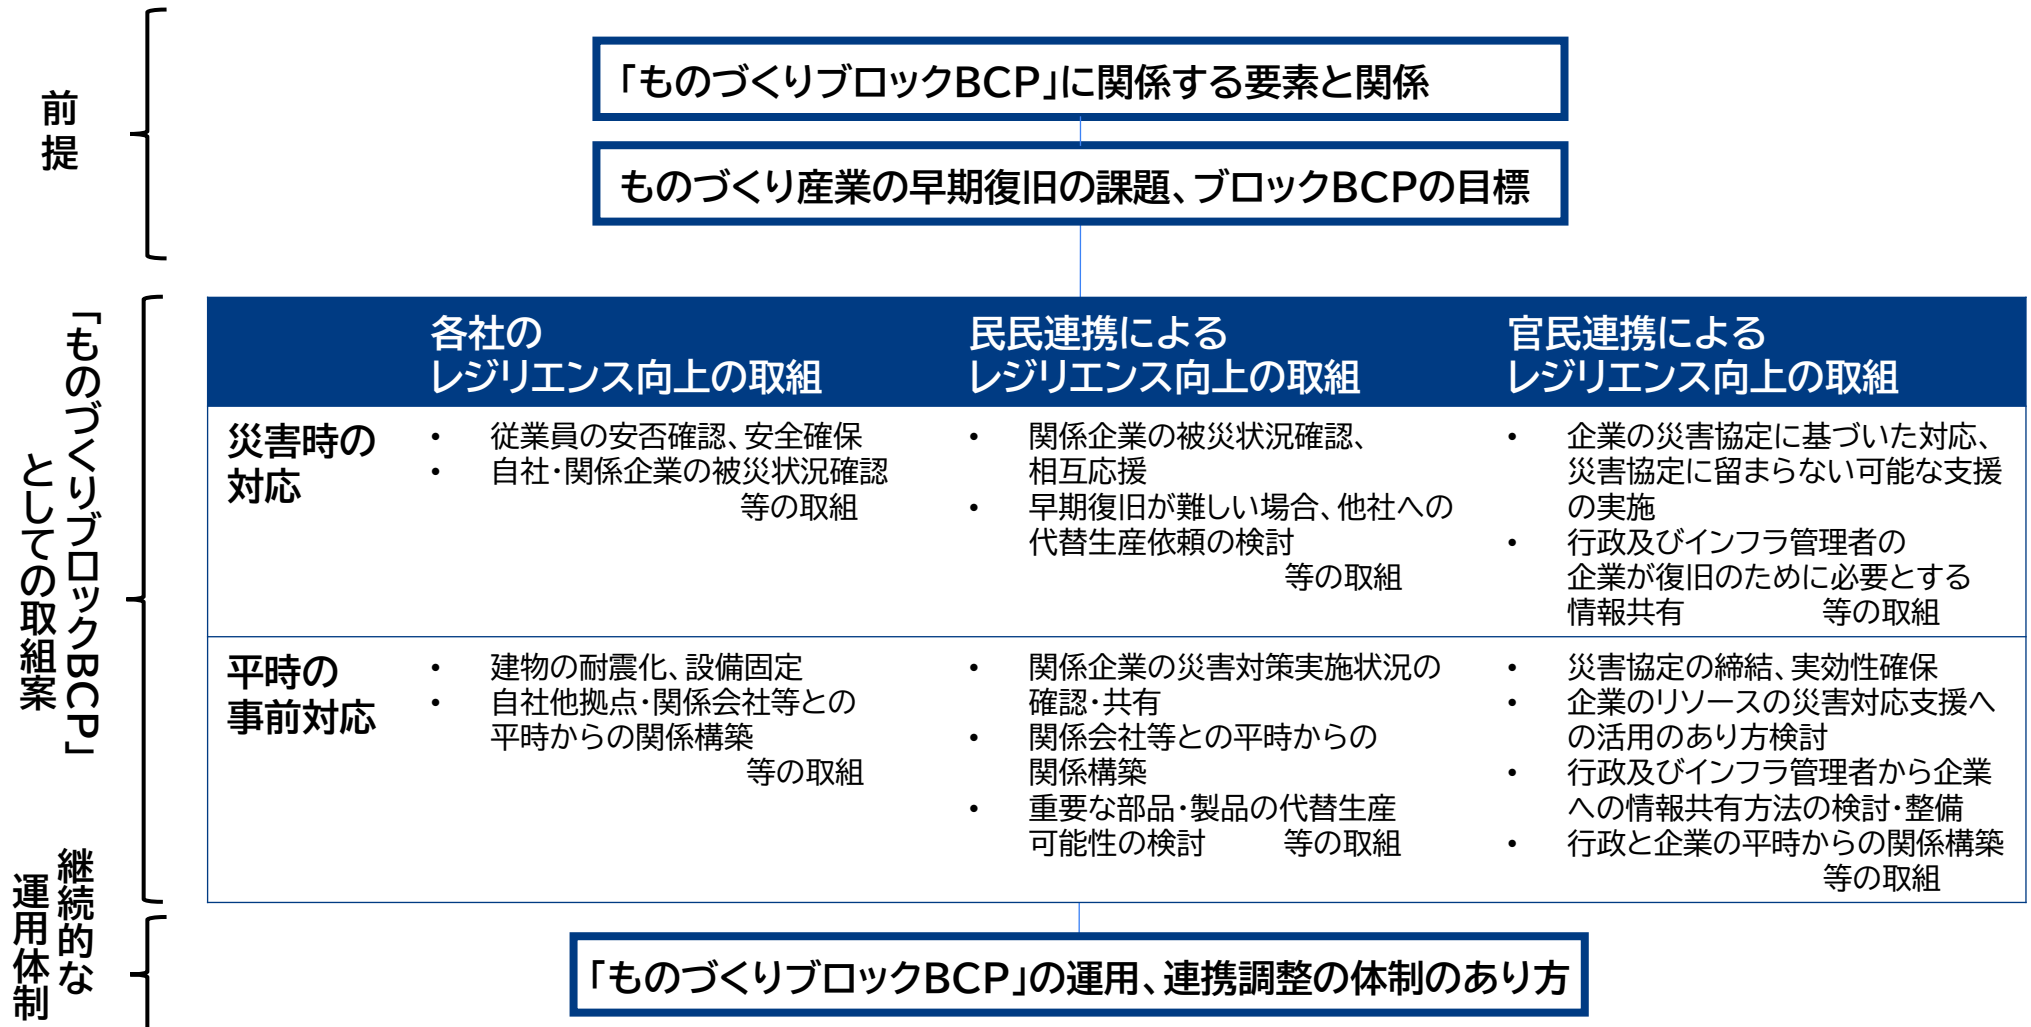 前提
「ものづくりブロックBCP」に関係する要素と関係
ものづくり産業の早期復旧の課題、ブロックBCPの目標
「ものづくりブロックBCP」
としての取組案
各社の
レジリエンス向上の取組
民民連携による
レジリエンス向上の取組
官民連携による
レジリエンス向上の取組
災害時の
対応
• 従業員の安否確認、安全確保
• 自社・関係企業の被災状況確認
等の取組
• 関係企業の被災状況確認、
相互応援
• 早期復旧が難しい場合、他社への
代替生産依頼の検討
等の取組
• 企業の災害協定に基づいた対応、
災害協定に留まらない可能な支援
の実施
• 行政及びインフラ管理者の
企業が復旧のために必要とする
情報共有 等の取組
平時の
事前対応
• 建物の耐震化、設備固定
• 自社他拠点・関係会社等との
平時からの関係構築
等の取組
• 関係企業の災害対策実施状況の
確認・共有
• 関係会社等との平時からの
関係構築
• 重要な部品・製品の代替生産
可能性の検討 等の取組
• 災害協定の締結、実効性確保
• 企業のリソースの災害対応支援へ
の活用のあり方検討
• 行政及びインフラ管理者から企業
への情報共有方法の検討・整備
• 行政と企業の平時からの関係構築
等の取組
継続的な
運用体制
「ものづくりブロックBCP」の運用、連携調整の体制のあり方